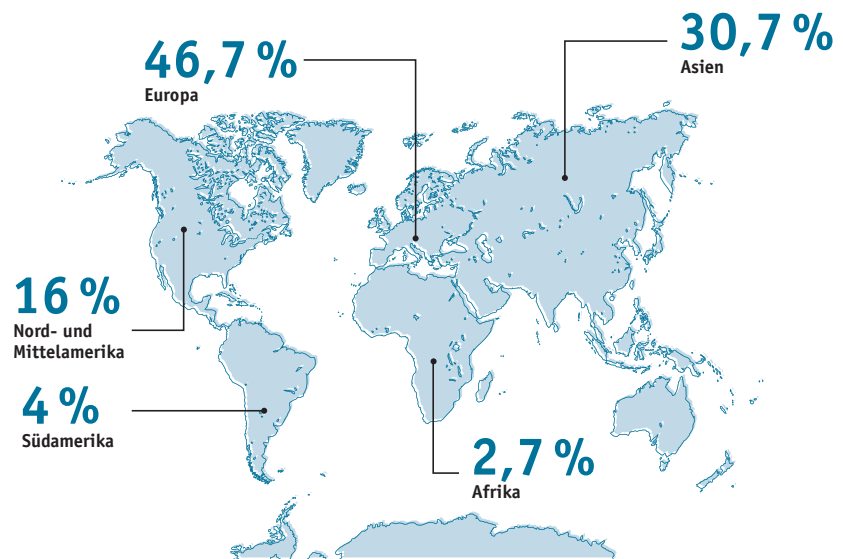 46,7 %
Europa
30,7 %
Asien
16 %
Nord- und
Mittelamerika
4 %
Südamerika
2,7 %
Afrika